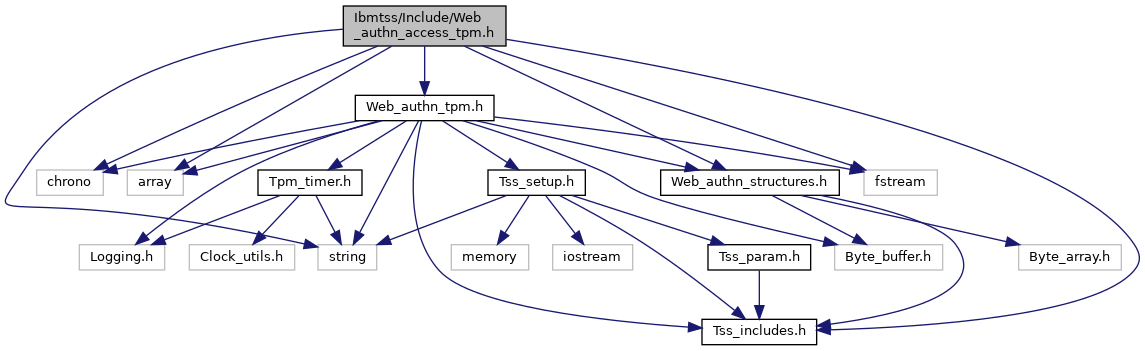 Ibmtss/Include/Web
_authn_access_tpm.h
Web_authn_tpm.h
chrono
array
Tpm_timer.h
Tss_setup.h
Web_authn_structures.h
fstream
Logging.h
Clock_utils.h
string
memory
iostream
Tss_param.h
Byte_buffer.h
Byte_array.h
Tss_includes.h